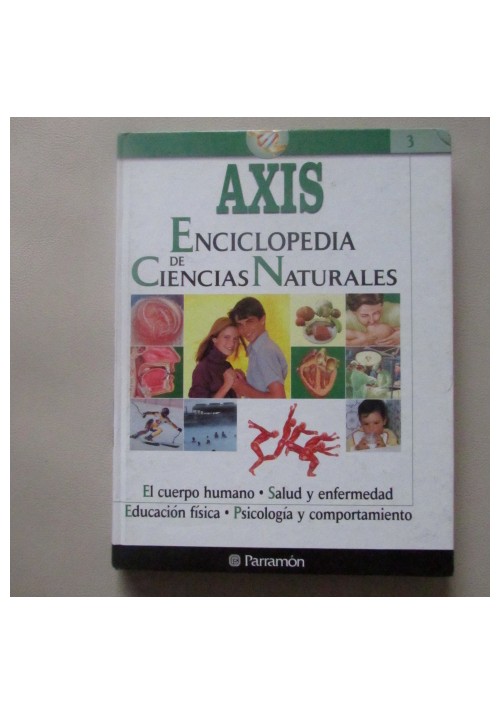 3
AXIS
ENCICLOPEDIA
DE
CIENCIAS NATURALES
El cuerpo humano • Salud y enfermedad
Educación física • Psicología y comportamiento
Parramón